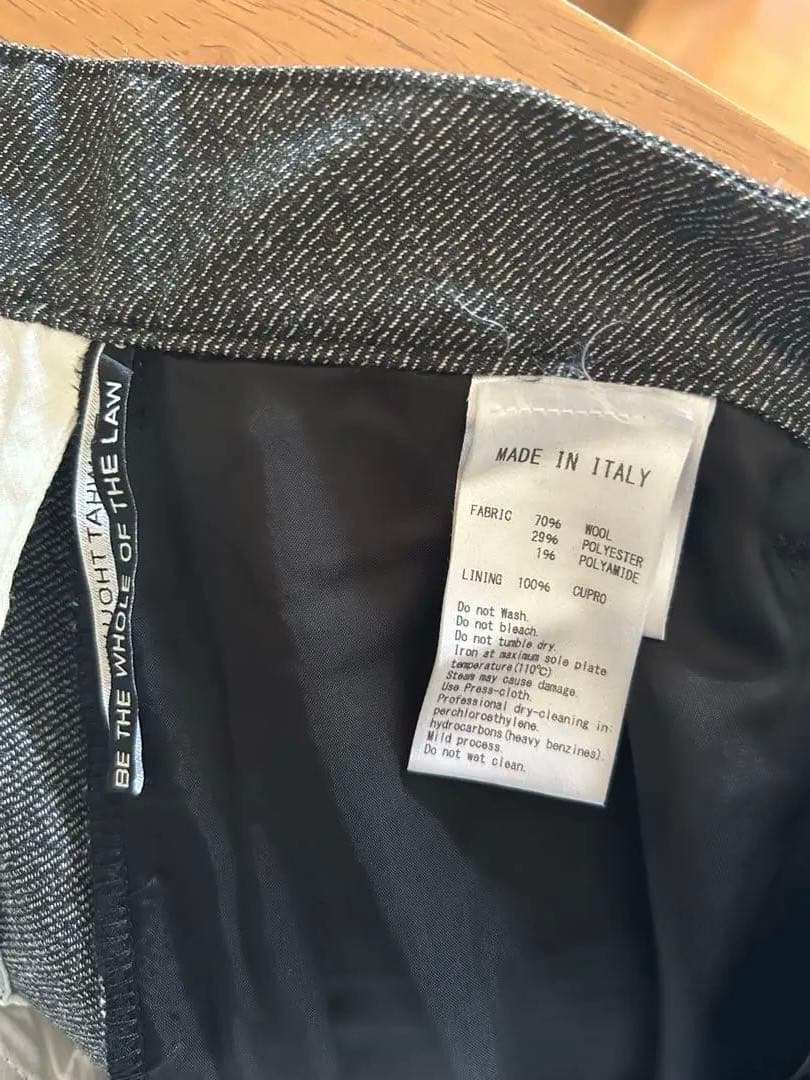 MADE IN ITALY
FABRIC 70% WOOL
29% POLYESTER
1% POLYAMIDE
LINING 100% CUPRO
Do not Wash.
Do not bleach.
Do not tumble dry.
Iron at maximum sole plate
temperature(110℃)
Steam may cause damage.
Use Press-cloth.
Professional dry-cleaning in:
perchloroethylene.
hydrocarbons(heavy benzines).
Mild process.
Do not wet clean.
BE THE WHOLE OF THE LAW